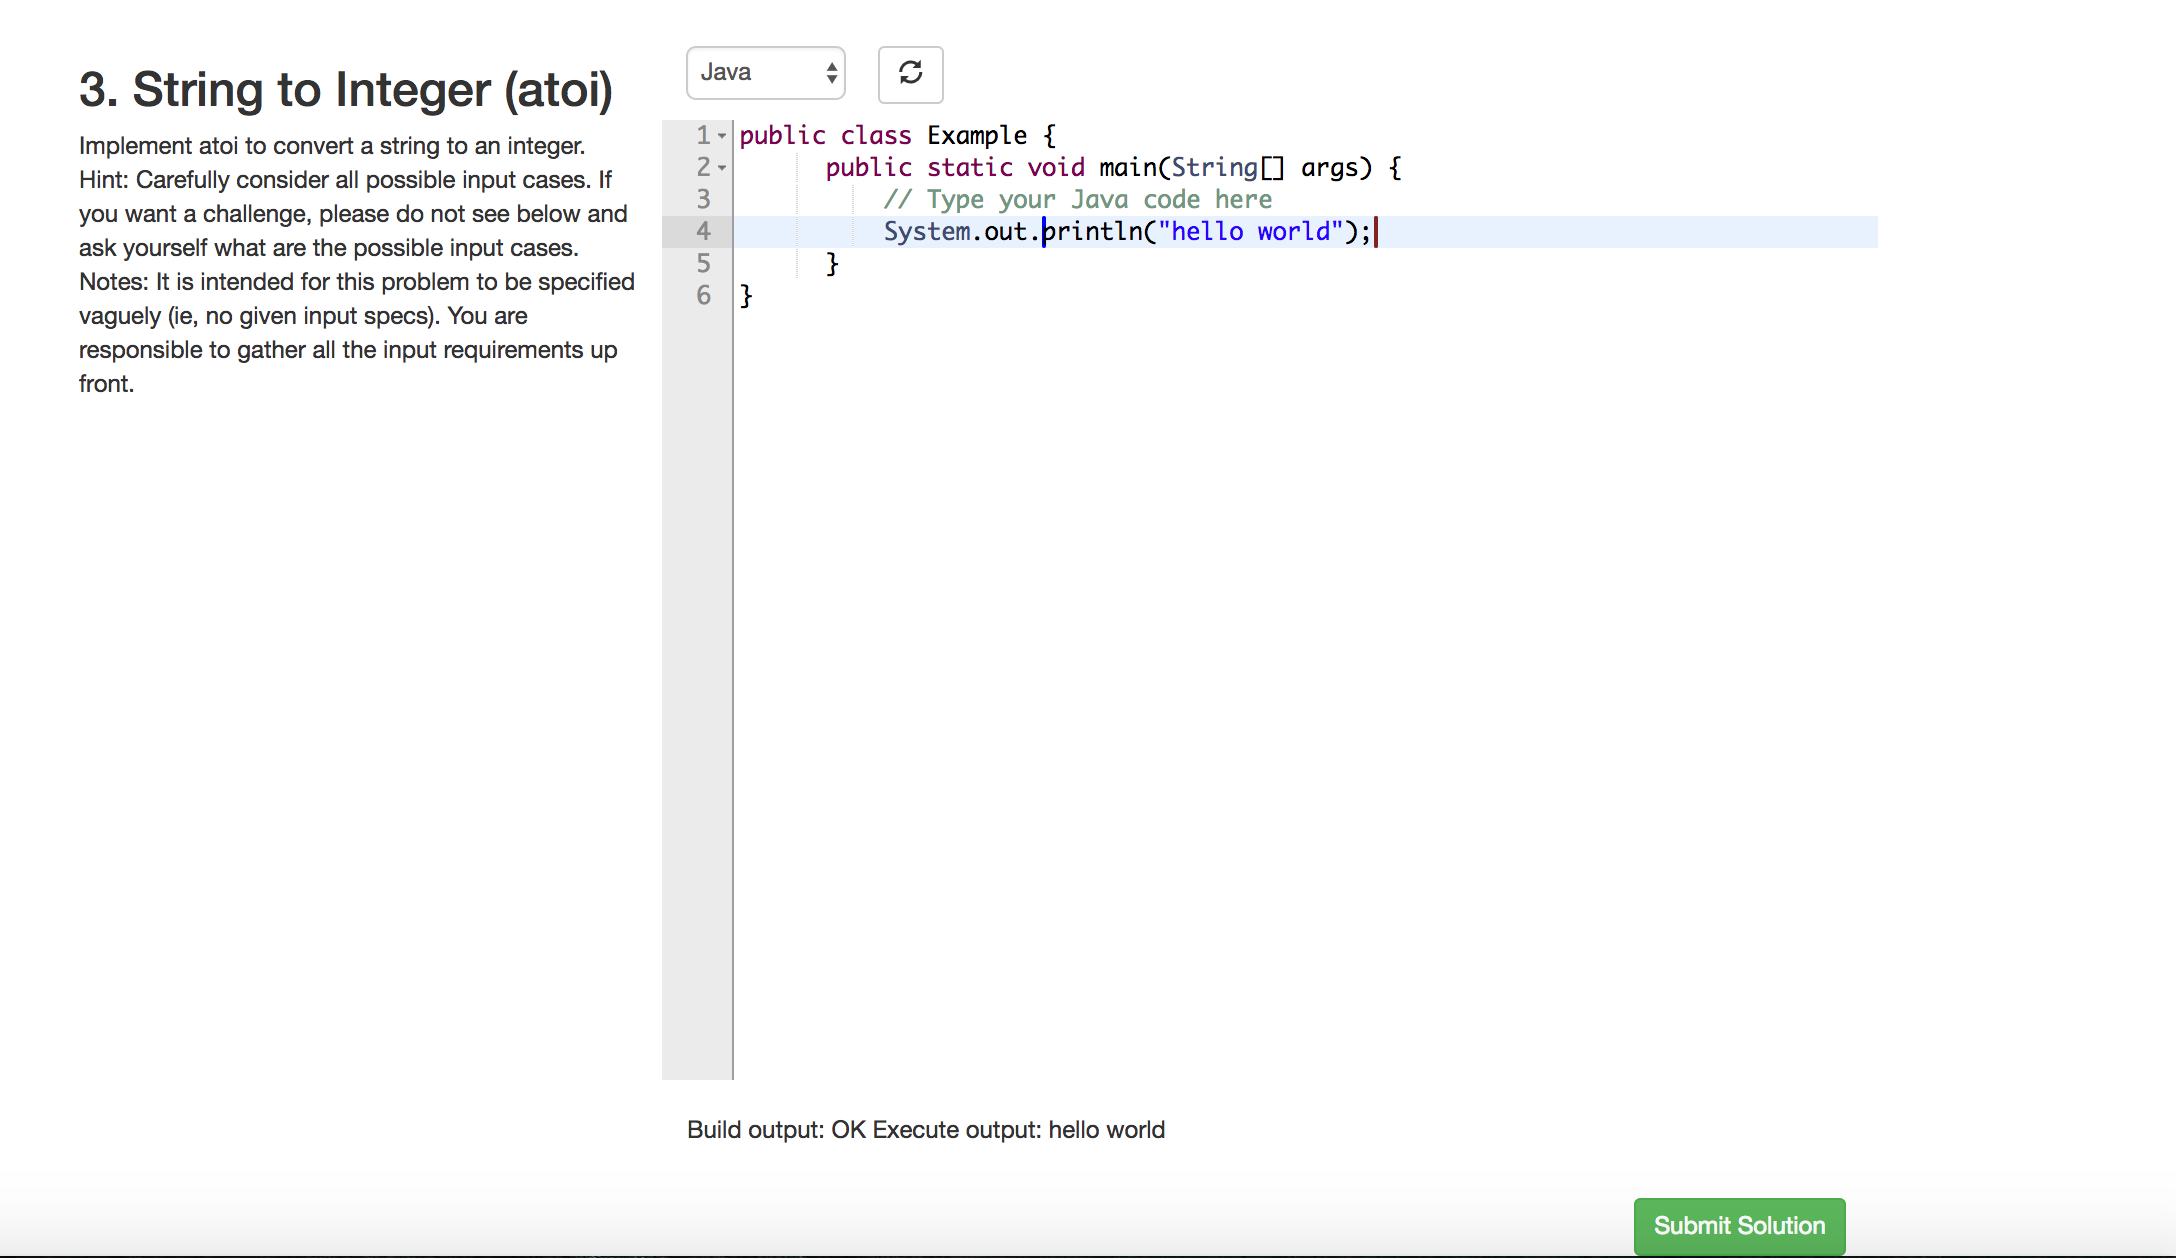 3. String to Integer (atoi)
Implement atoi to convert a string to an integer.
Hint: Carefully consider all possible input cases. If
you want a challenge, please do not see below and
ask yourself what are the possible input cases.
Notes: It is intended for this problem to be specified
vaguely (ie, no given input specs). You are
responsible to gather all the input requirements up
front.
Java
1 public class Example {
2 public static void main(String[] args) {
3 // Type your Java code here
4 System.out.println("hello world");
5 }
6 }
Build output: OK Execute output: hello world
Submit Solution